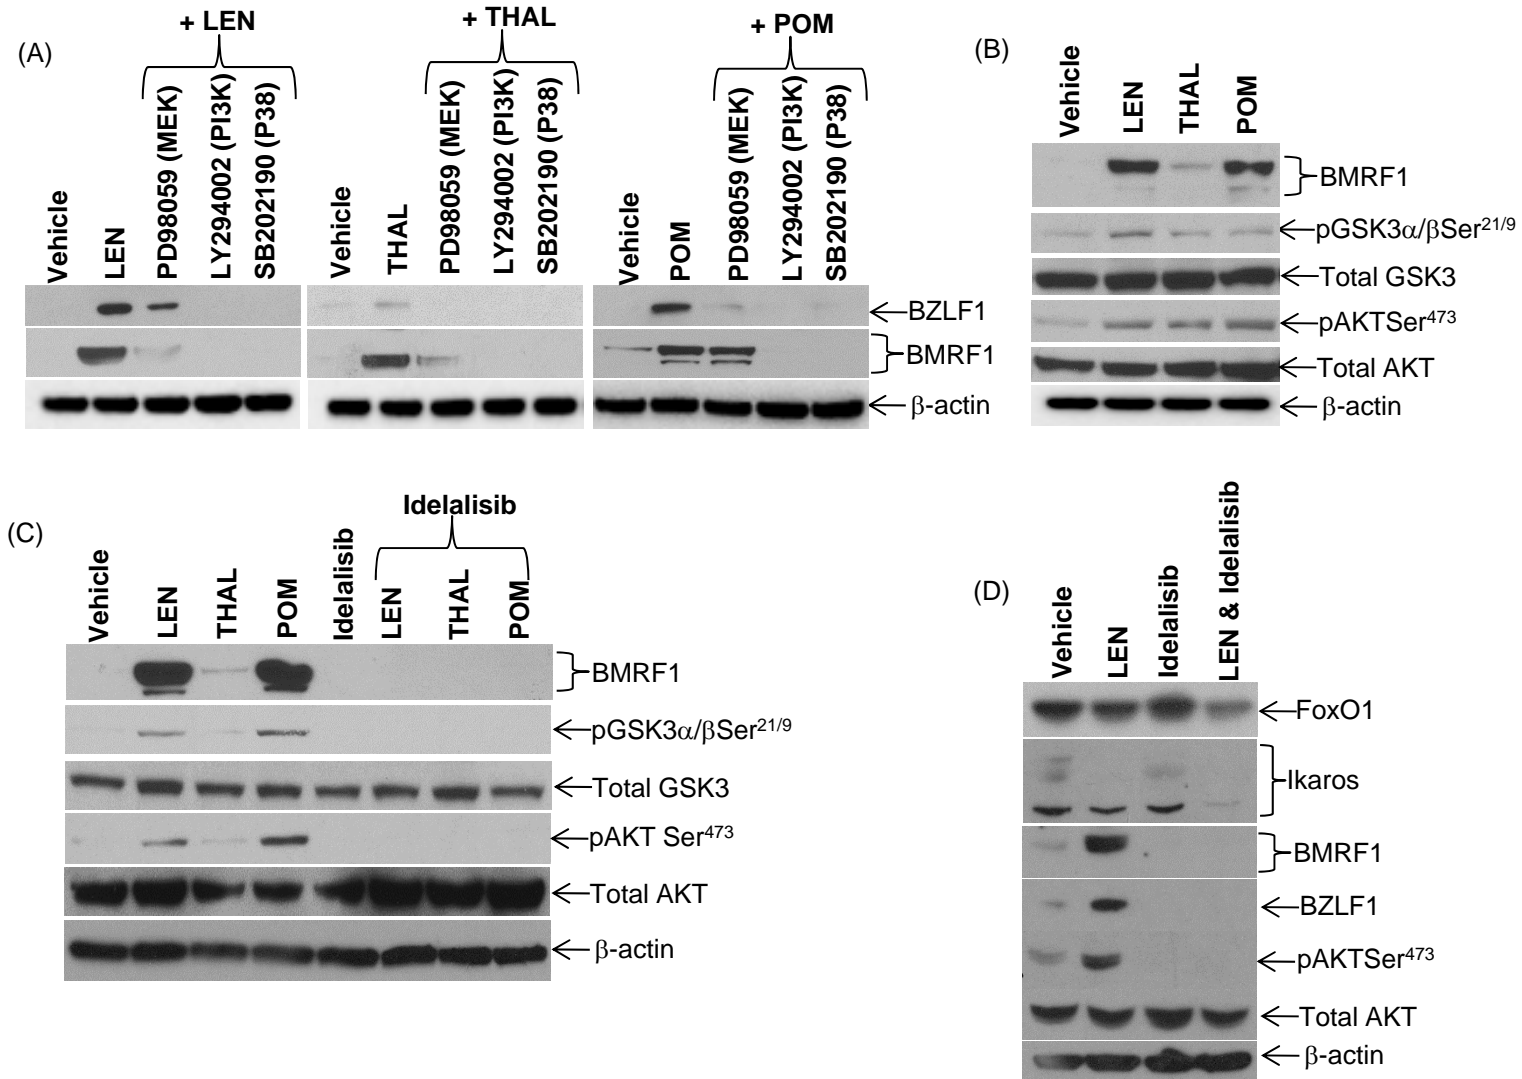 (A)
+ LEN
+ THAL
+ POM
Vehicle
LEN
PD98059 (MEK)
LY294002 (PI3K)
SB202190 (P38)
Vehicle
THAL
PD98059 (MEK)
LY294002 (PI3K)
SB202190 (P38)
Vehicle
POM
PD98059 (MEK)
LY294002 (PI3K)
SB202190 (P38)
BZLF1
BMRF1
β-actin
(B)
Vehicle
LEN
THAL
POM
BMRF1
pGSK3α/βSer21/9
Total GSK3
pAKTSer473
Total AKT
β-actin
(C)
Idelalisib
Vehicle
LEN
THAL
POM
Idelalisib
LEN
THAL
POM
BMRF1
pGSK3α/βSer21/9
Total GSK3
pAKT Ser473
Total AKT
β-actin
(D)
Vehicle
LEN
Idelalisib
LEN & Idelalisib
FoxO1
Ikaros
BMRF1
BZLF1
pAKTSer473
Total AKT
β-actin